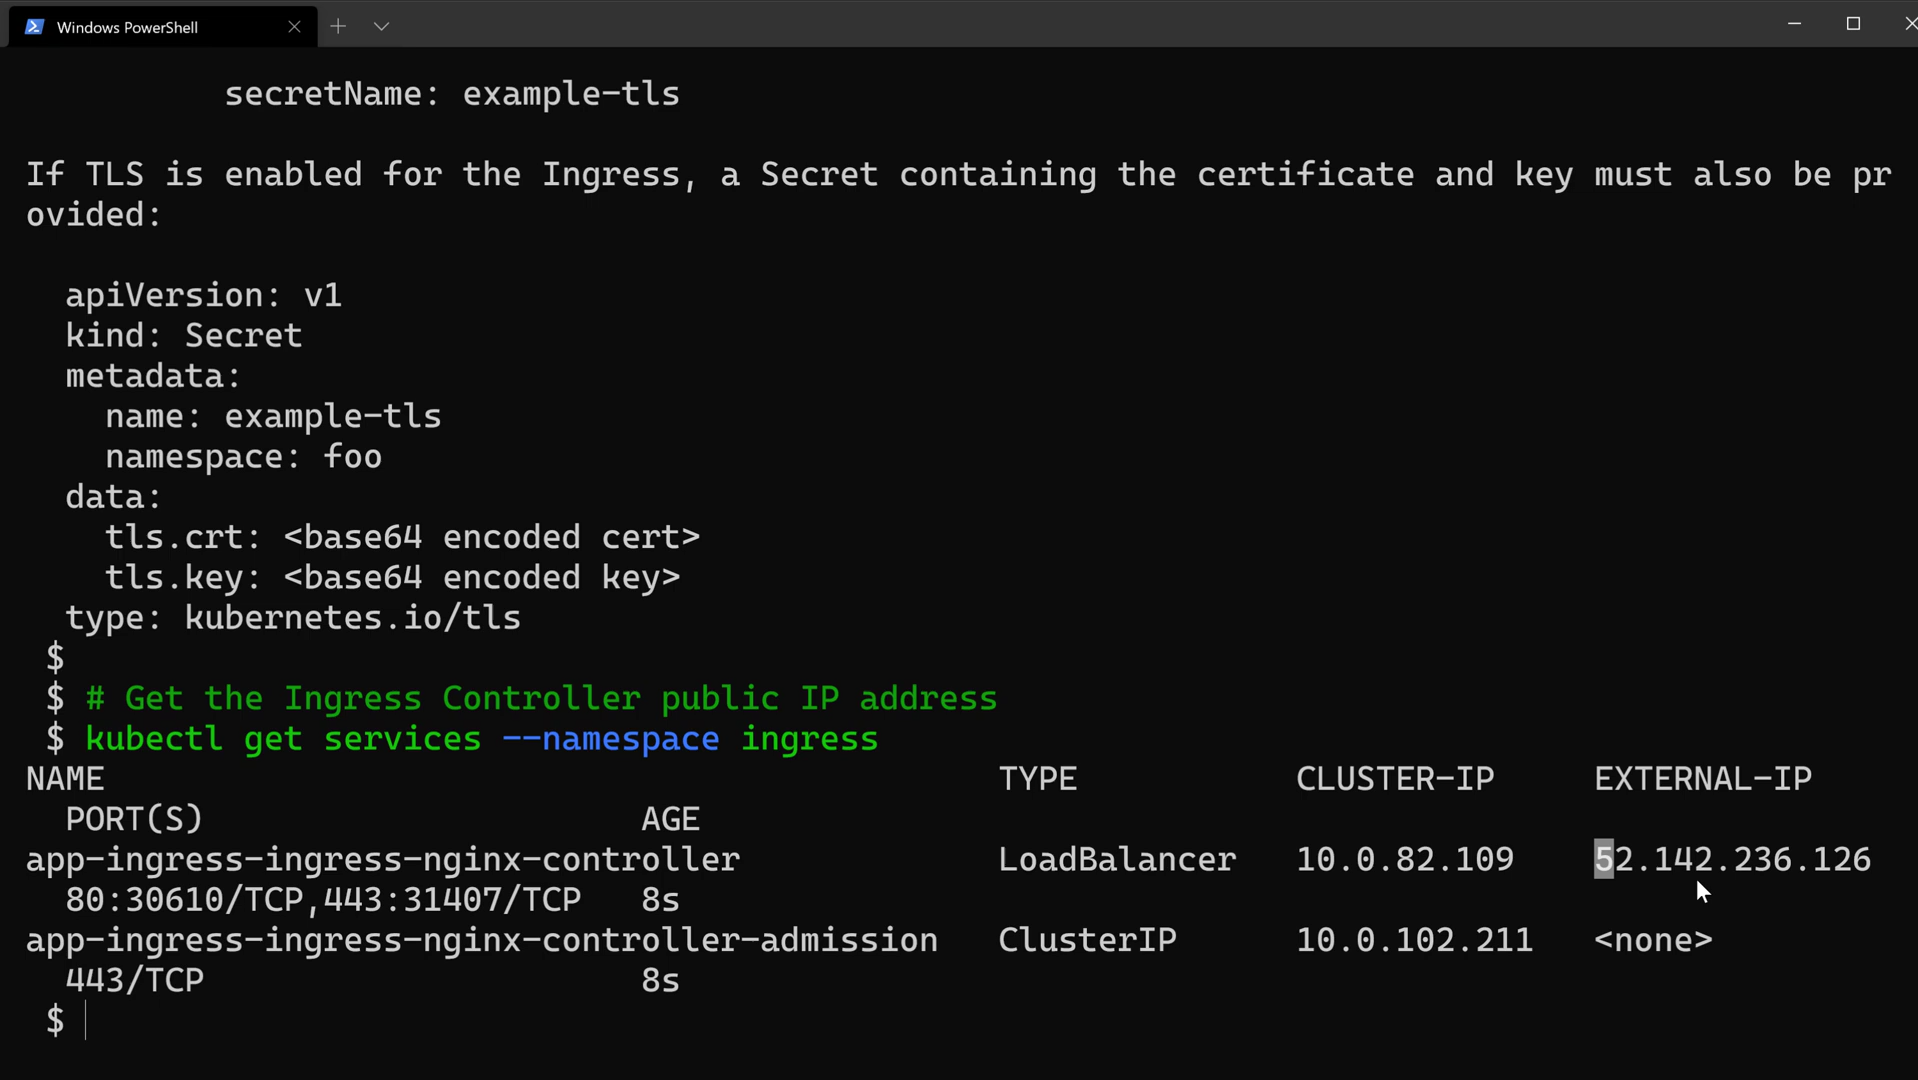 Windows PowerShell
secretName: example-tls
If TLS is enabled for the Ingress, a Secret containing the certificate and key must also be pr
ovided:
apiVersion: v1
kind: Secret
metadata:
name: example-tls
namespace: foo
data:
tls.crt: <base64 encoded cert>
tls.key: <base64 encoded key>
type: kubernetes.io/tls
$
$ # Get the Ingress Controller public IP address
$ kubectl get services --namespace ingress
NAME TYPE CLUSTER-IP EXTERNAL-IP
PORT(S) AGE
app-ingress-ingress-nginx-controller LoadBalancer 10.0.82.109 52.142.236.126
80:30610/TCP,443:31407/TCP 8s
app-ingress-ingress-nginx-controller-admission ClusterIP 10.0.102.211 <none>
443/TCP 8s
$